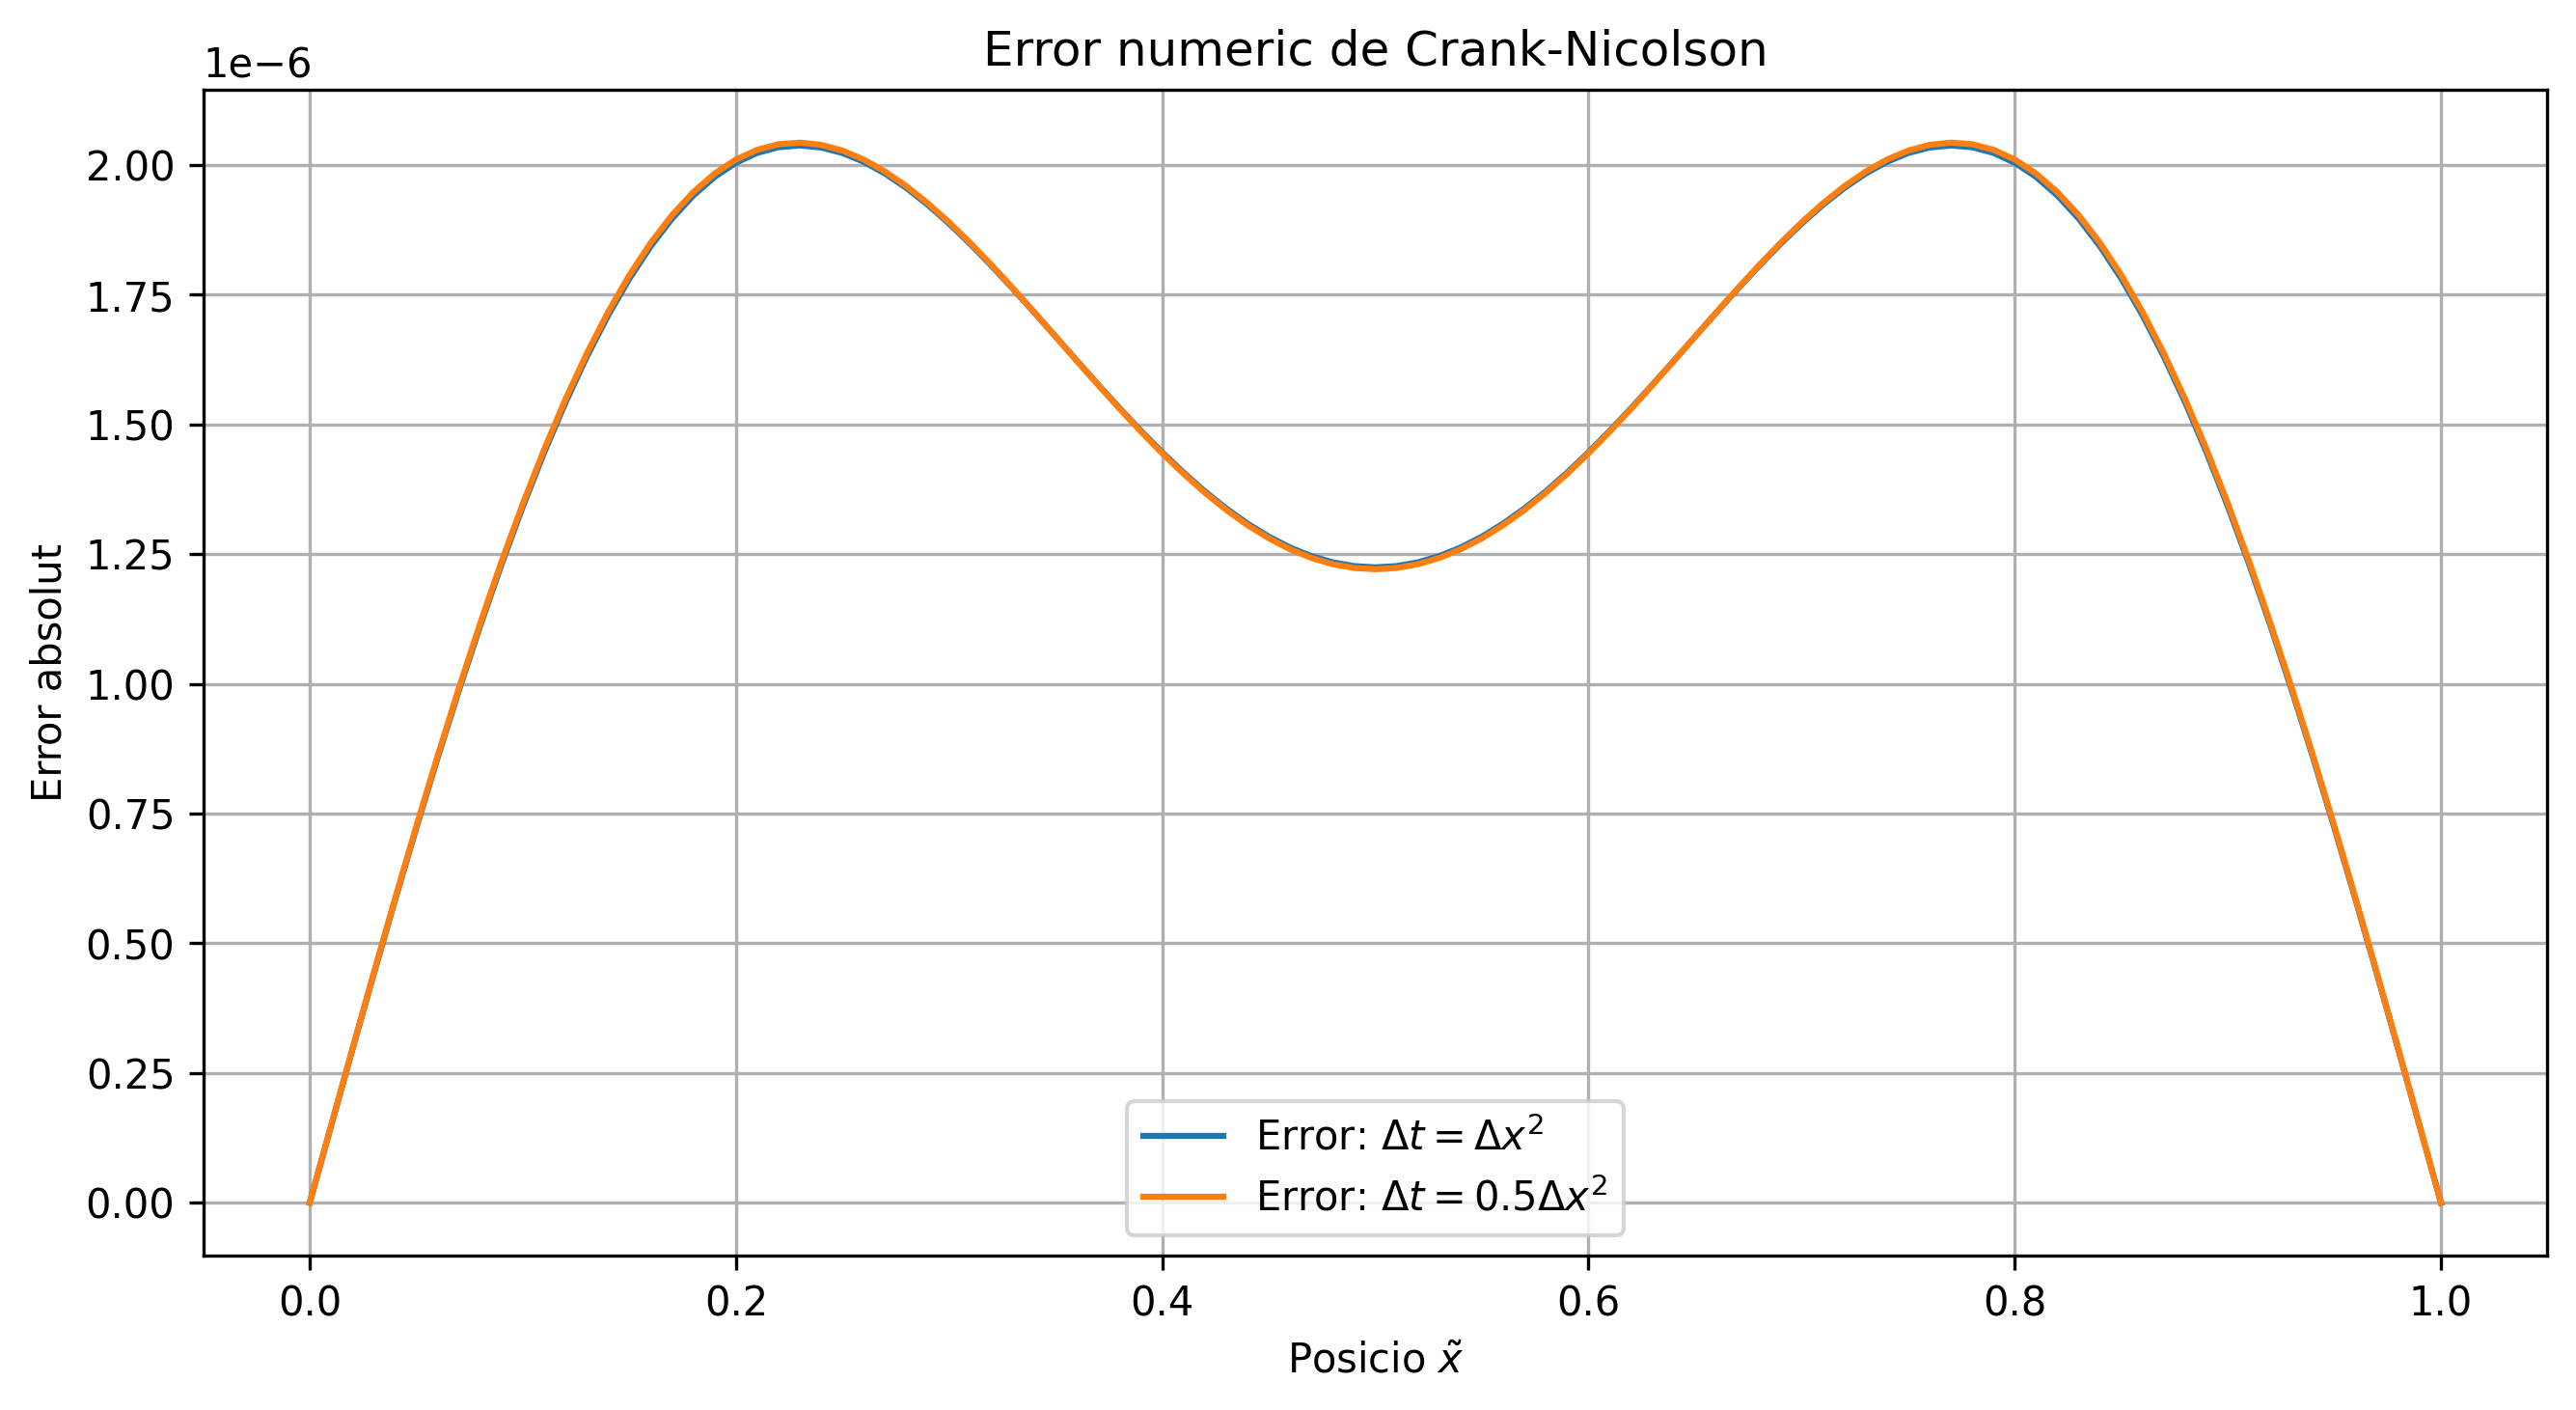 Error numeric de Crank-Nicolson
1e−6
2.00
1.75
1.50
1.25
1.00
0.75
0.50
0.25
0.00
Error absolut
Error: Δt = Δx²
Error: Δt = 0.5Δx²
0.0 0.2 0.4 0.6 0.8 1.0
Posicio x̃